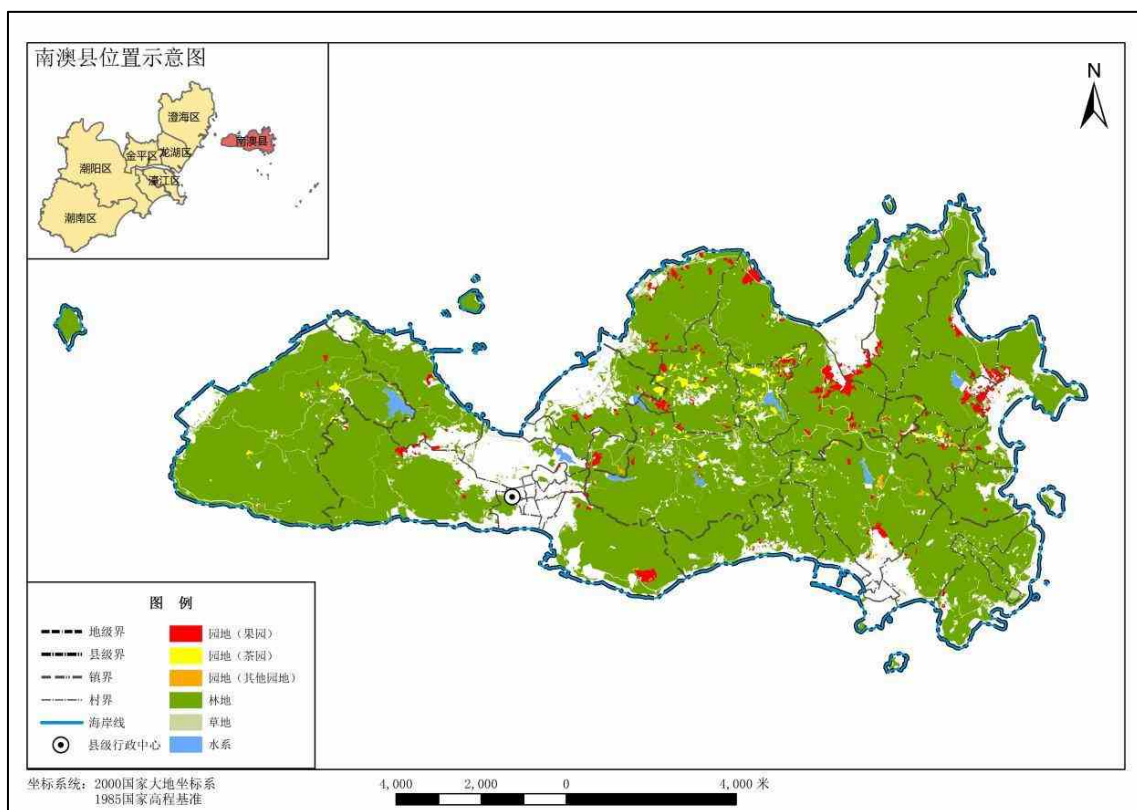 南澳县位置示意图
澄海区
南澳县
金平区
龙湖区
潮阳区
濠江区
潮南区
N
图 例
地级界
园地（果园）
县级界
园地（茶园）
镇界
园地（其他园地）
村界
林地
海岸线
草地
县级行政中心
水系
坐标系统：2000国家大地坐标系
1985国家高程基准
4,000 2,000 0 4,000 米